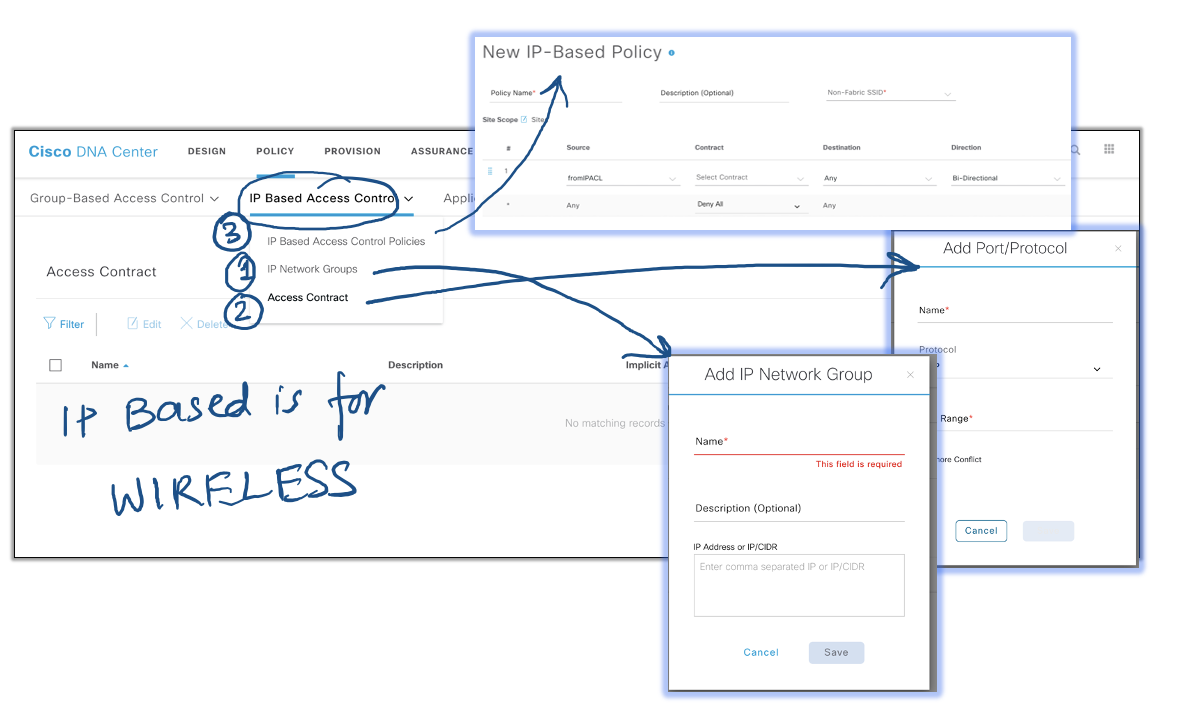 New IP-Based Policy
Policy Name*
Description (Optional)
Non-Fabric SSID*
Site Scope
# Source Contract Destination Direction
1 fromIPACL Select Contract Any Bi-Directional
* Any Deny All Any
Cisco DNA Center DESIGN POLICY PROVISION ASSURANCE
Group-Based Access Control IP Based Access Contro
3 IP Based Access Control Policies
1 IP Network Groups
2 Access Contract
Access Contract
Filter Edit Delete
Name Description Implicit
No matching records
IP Based is for
WIRELESS
Add Port/Protocol
Name*
Protocol
Range*
Conflict
Cancel
Add IP Network Group
Name*
This field is required
Description (Optional)
IP Address or IP/CIDR
Enter comma separated IP or IP/CIDR
Cancel Save